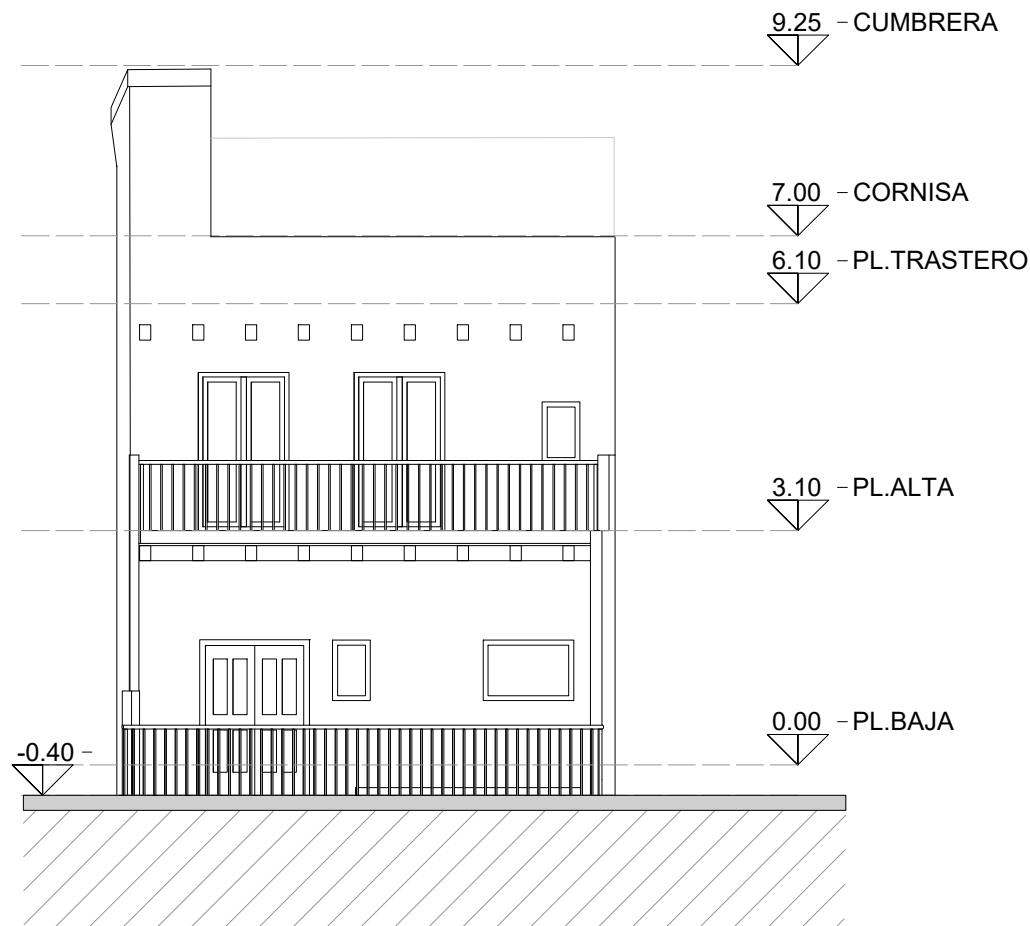 9.25 - CUMBRERA
7.00 - CORNISA
6.10 - PL.TRASTERO
3.10 - PL.ALTA
0.00 - PL.BAJA
-0.40 -